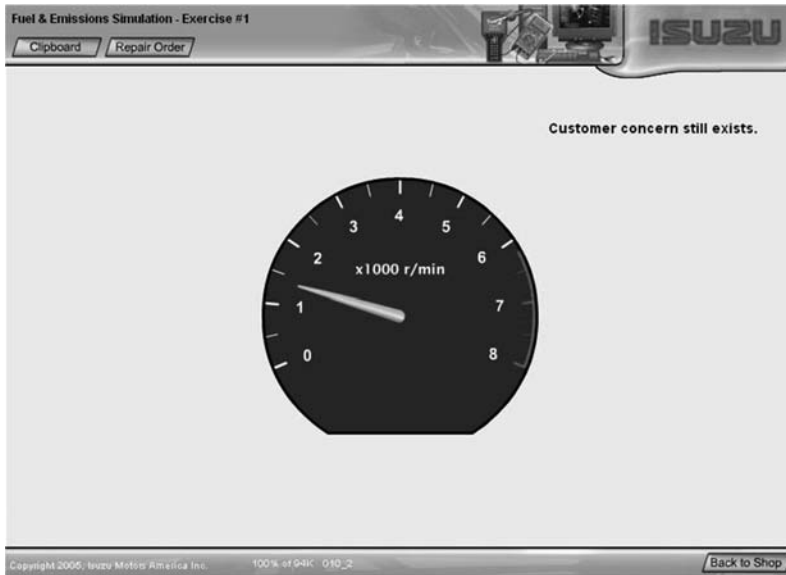 Fuel & Emissions Simulation - Exercise #1
Clipboard Repair Order
ISUZU
Customer concern still exists.
4
3 5
2 6
x1000 r/min
1 7
0 8
Copyright 2005, Isuzu Motors America Inc. 100% of 94K 010_2 Back to Shop